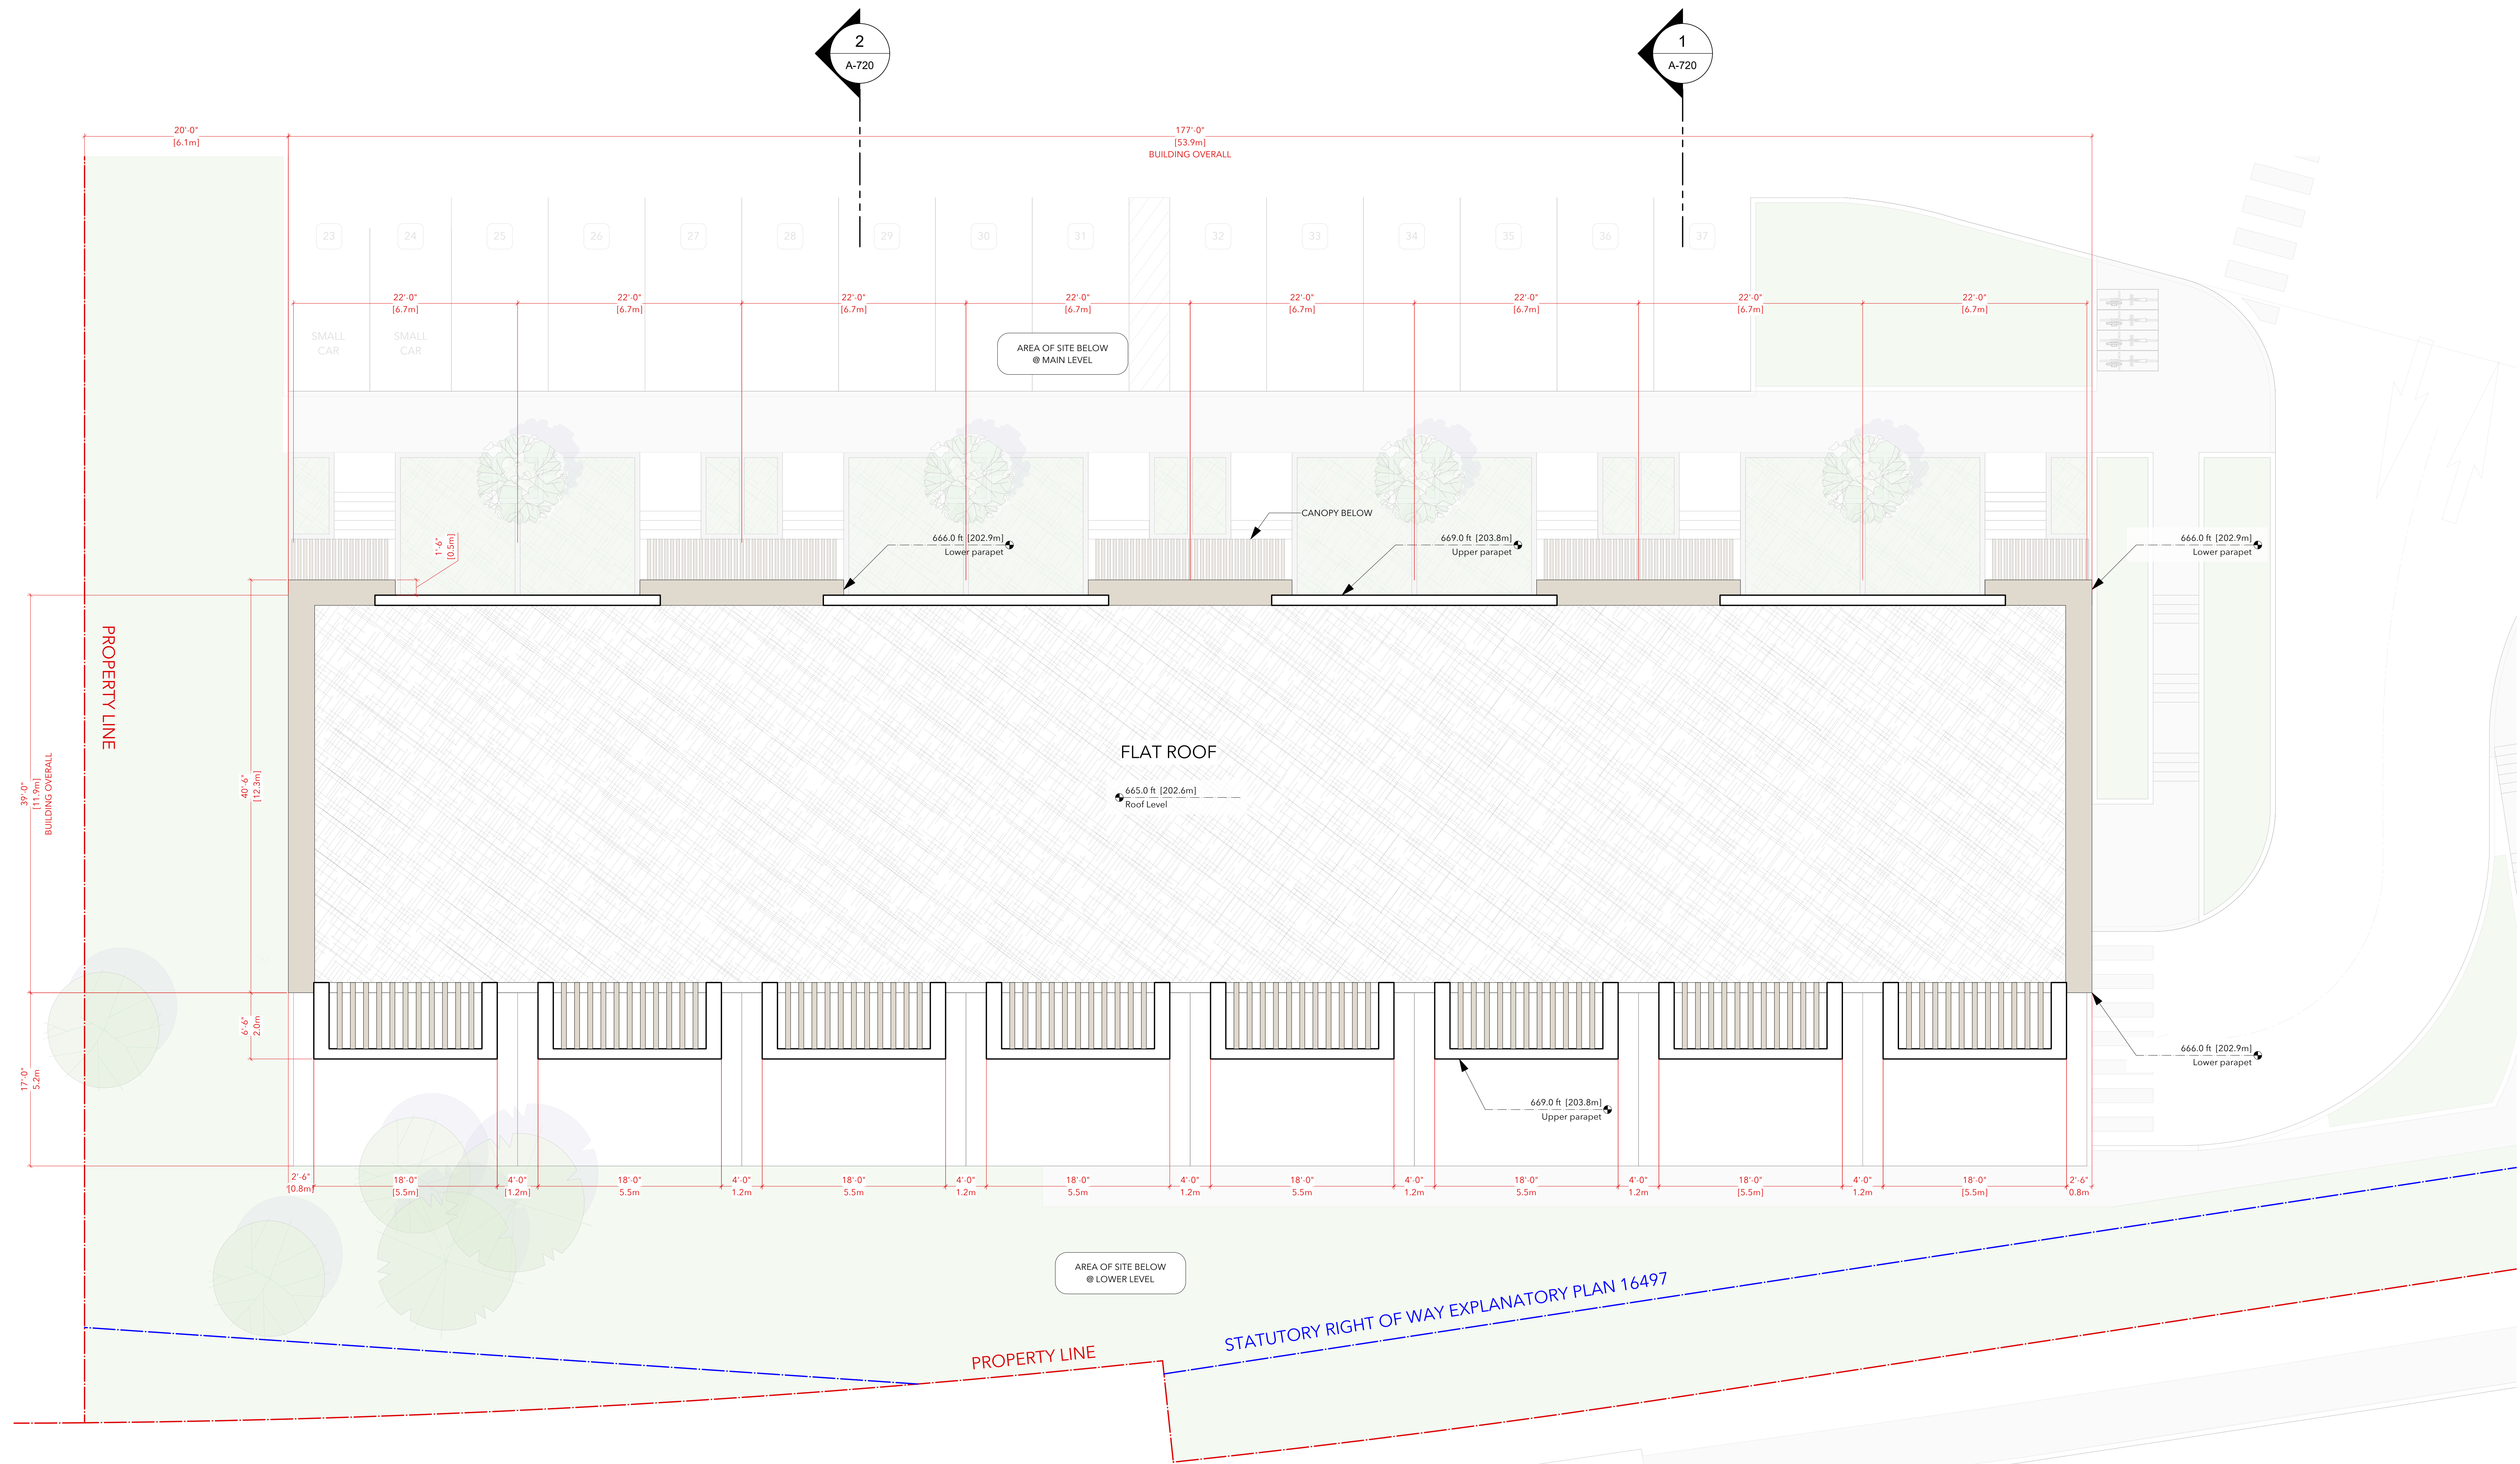 2
A-720
1
A-720
20'-0"
[6.1m]
177'-0"
[53.9m]
BUILDING OVERALL
23
24
25
26
27
28
29
30
31
32
33
34
35
36
37
22'-0"
[6.7m]
22'-0"
[6.7m]
22'-0"
[6.7m]
22'-0"
[6.7m]
22'-0"
[6.7m]
22'-0"
[6.7m]
22'-0"
[6.7m]
22'-0"
[6.7m]
SMALL
CAR
SMALL
CAR
AREA OF SITE BELOW
@ MAIN LEVEL
CANOPY BELOW
1'-6"
[0.5m]
666.0 ft [202.9m]
Lower parapet
669.0 ft [203.8m]
Upper parapet
666.0 ft [202.9m]
Lower parapet
PROPERTY LINE
39'-0"
[11.9m]
BUILDING OVERALL
40'-6"
[12.3m]
FLAT ROOF
665.0 ft [202.6m]
Roof Level
6'-6"
2.0m
17'-0"
5.2m
666.0 ft [202.9m]
Lower parapet
669.0 ft [203.8m]
Upper parapet
2'-6"
[0.8m]
18'-0"
[5.5m]
4'-0"
[1.2m]
18'-0"
5.5m
4'-0"
1.2m
18'-0"
5.5m
4'-0"
1.2m
18'-0"
5.5m
4'-0"
1.2m
18'-0"
5.5m
4'-0"
1.2m
18'-0"
5.5m
4'-0"
1.2m
18'-0"
[5.5m]
4'-0"
1.2m
18'-0"
[5.5m]
2'-6"
0.8m
AREA OF SITE BELOW
@ LOWER LEVEL
STATUTORY RIGHT OF WAY EXPLANATORY PLAN 16497
PROPERTY LINE